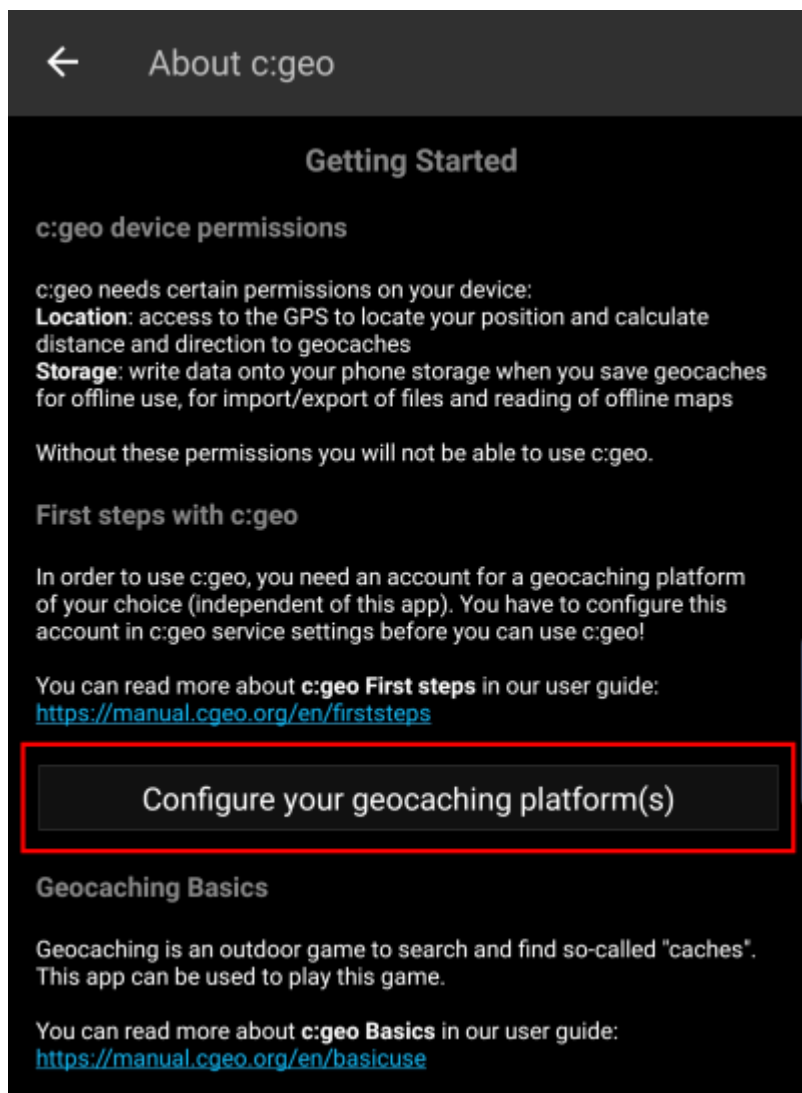 About c:geo
Getting Started
c:geo device permissions
c:geo needs certain permissions on your device:
Location: access to the GPS to locate your position and calculate
distance and direction to geocaches
Storage: write data onto your phone storage when you save geocaches
for offline use, for import/export of files and reading of offline maps
Without these permissions you will not be able to use c:geo.
First steps with c:geo
In order to use c:geo, you need an account for a geocaching platform
of your choice (independent of this app). You have to configure this
account in c:geo service settings before you can use c:geo!
You can read more about c:geo First steps in our user guide:
https://manual.cgeo.org/en/firststeps
Configure your geocaching platform(s)
Geocaching Basics
Geocaching is an outdoor game to search and find so-called "caches".
This app can be used to play this game.
You can read more about c:geo Basics in our user guide:
https://manual.cgeo.org/en/basicuse